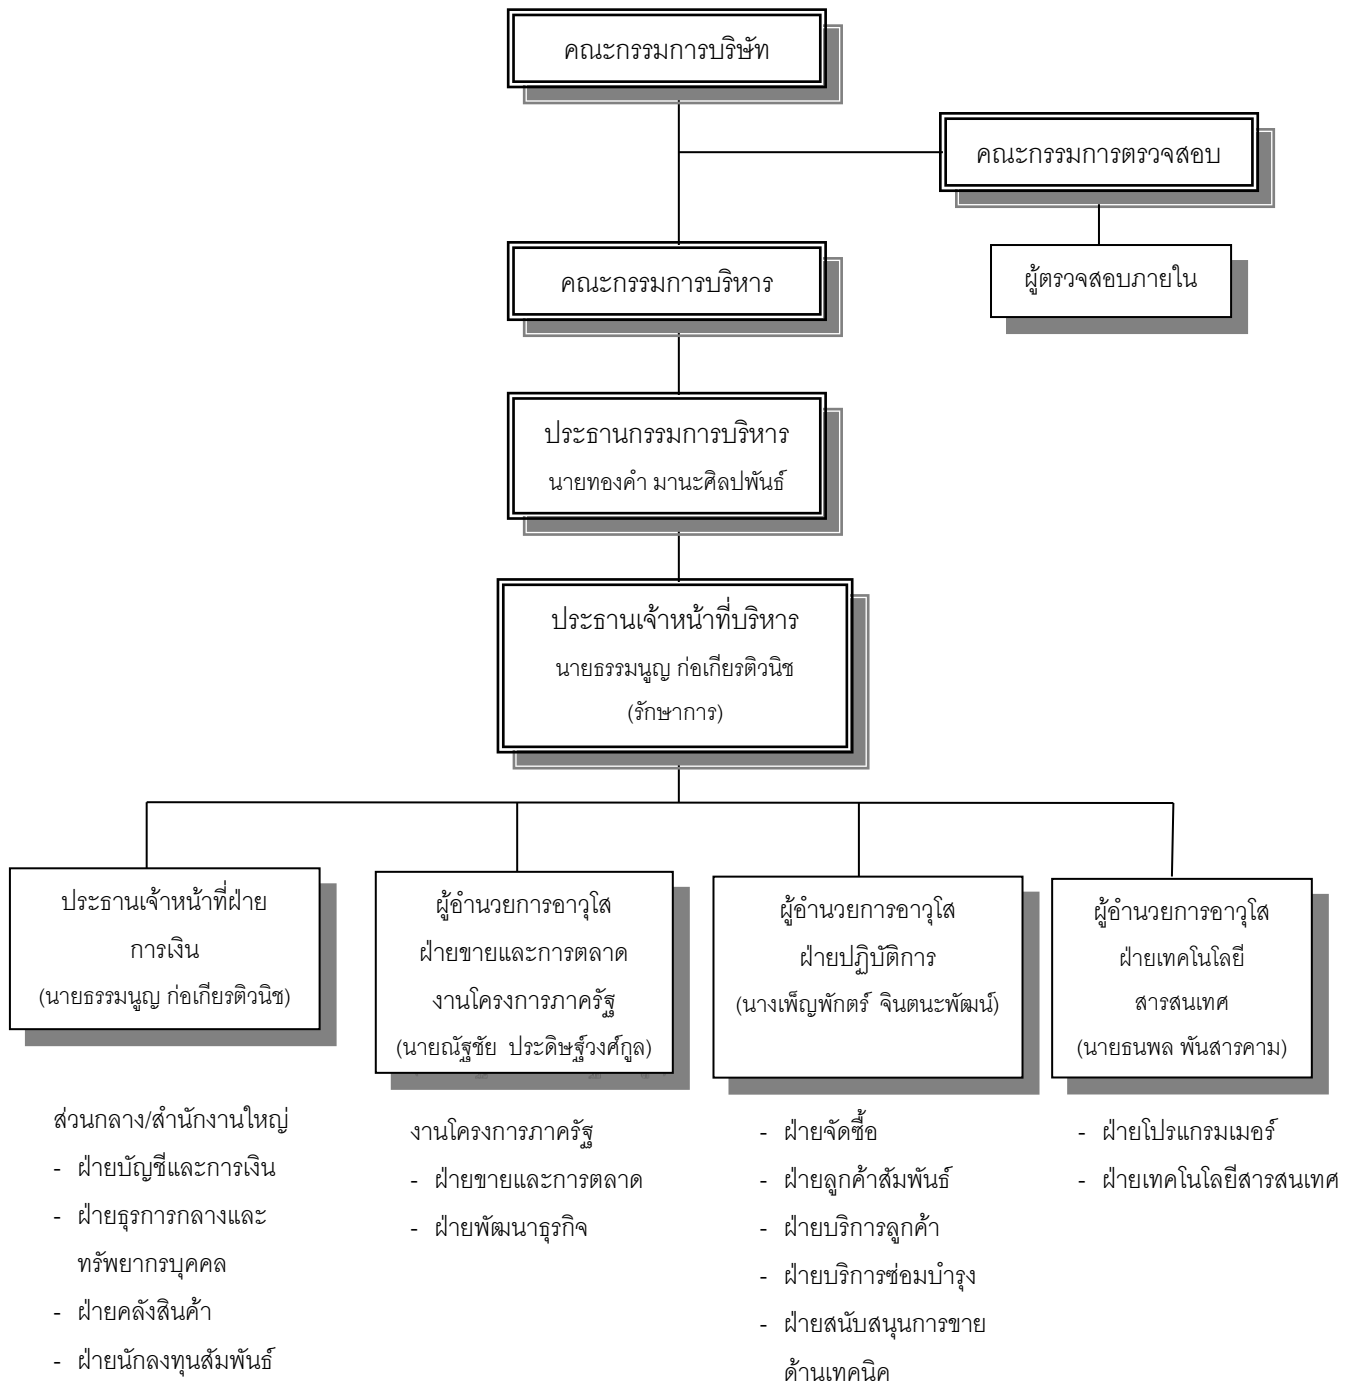 คณะกรรมการบริษัท
คณะกรรมการตรวจสอบ
คณะกรรมการบริหาร
ผู้ตรวจสอบภายใน
ประธานกรรมการบริหาร
นายทองคำ มานะศิลปพันธ์
ประธานเจ้าหน้าที่บริหาร
นายธรรมนูญ ก่อเกียรติวนิช
(รักษาการ)
ประธานเจ้าหน้าที่ฝ่าย
การเงิน
(นายธรรมนูญ ก่อเกียรติวนิช)
ผู้อำนวยการอาวุโส
ฝ่ายขายและการตลาด
งานโครงการภาครัฐ
(นายณัฐชัย ประดิษฐ์วงศ์กูล)
ผู้อำนวยการอาวุโส
ฝ่ายปฏิบัติการ
(นางเพ็ญพักตร์ จินตนะพัฒน์)
ผู้อำนวยการอาวุโส
ฝ่ายเทคโนโลยี
สารสนเทศ
(นายธนพล พันสารคาม)
ส่วนกลาง/สำนักงานใหญ่
- ฝ่ายบัญชีและการเงิน
- ฝ่ายธุรการกลางและ
ทรัพยากรบุคคล
- ฝ่ายคลังสินค้า
- ฝ่ายนักลงทุนสัมพันธ์
งานโครงการภาครัฐ
- ฝ่ายขายและการตลาด
- ฝ่ายพัฒนาธุรกิจ
- ฝ่ายจัดซื้อ
- ฝ่ายลูกค้าสัมพันธ์
- ฝ่ายบริการลูกค้า
- ฝ่ายบริการซ่อมบำรุง
- ฝ่ายสนับสนุนการขาย
ด้านเทคนิค
- ฝ่ายโปรแกรมเมอร์
- ฝ่ายเทคโนโลยีสารสนเทศ